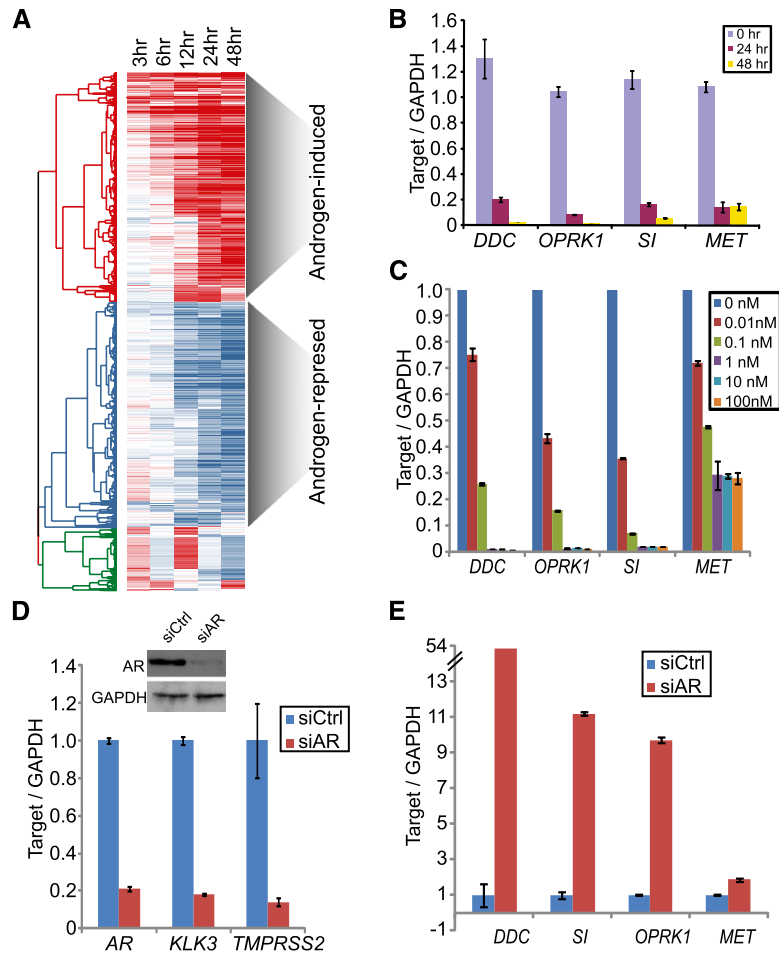 A
3hr
6hr
12hr
24hr
48hr
Androgen-induced
Androgen-represed
B
Target / GAPDH
1.6
1.4
1.2
1.0
0.8
0.6
0.4
0.2
0
0 hr
24 hr
48 hr
DDC
OPRK1
SI
MET
C
Target / GAPDH
1.0
0.9
0.8
0.7
0.6
0.5
0.4
0.3
0.2
0.1
0
0 nM
0.01nM
0.1 nM
1 nM
10 nM
100nM
DDC
OPRK1
SI
MET
D
siCtrl
siAR
AR
GAPDH
Target / GAPDH
1.4
1.2
1.0
0.8
0.6
0.4
0.2
0
siCtrl
siAR
AR
KLK3
TMPRSS2
E
Target / GAPDH
54
13
11
9
7
5
3
1
-1
siCtrl
siAR
DDC
SI
OPRK1
MET